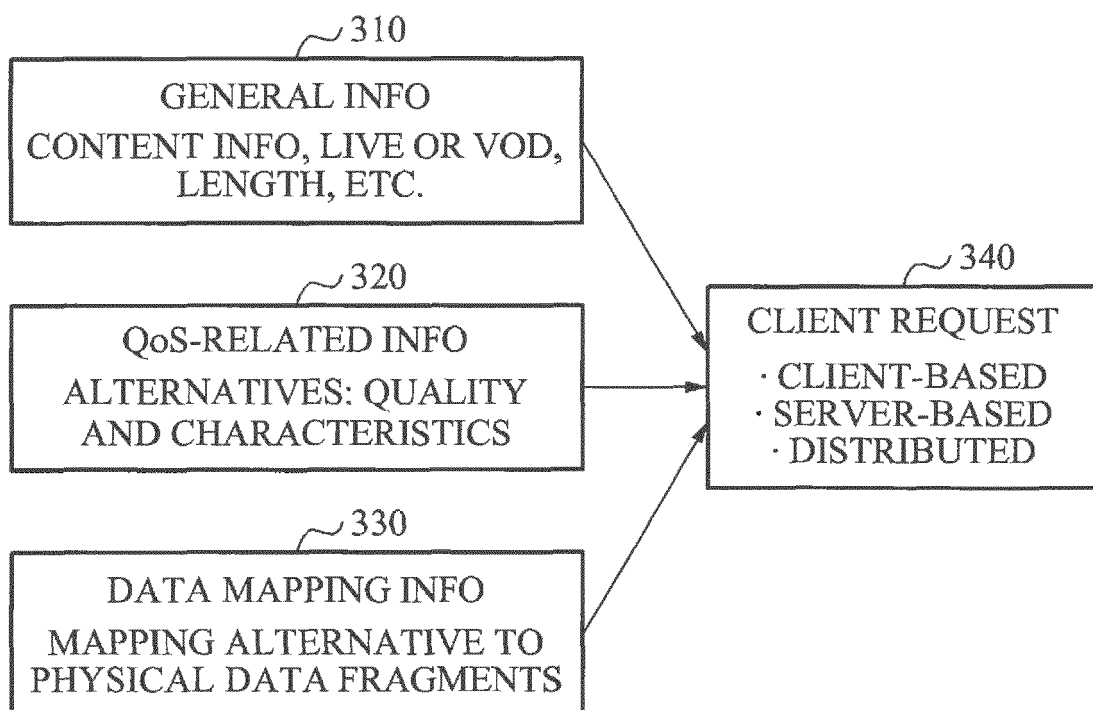 310
GENERAL INFO
CONTENT INFO, LIVE OR VOD,
LENGTH, ETC.
320
QoS-RELATED INFO
ALTERNATIVES: QUALITY
AND CHARACTERISTICS
330
DATA MAPPING INFO
MAPPING ALTERNATIVE TO
PHYSICAL DATA FRAGMENTS
340
CLIENT REQUEST
· CLIENT-BASED
· SERVER-BASED
· DISTRIBUTED